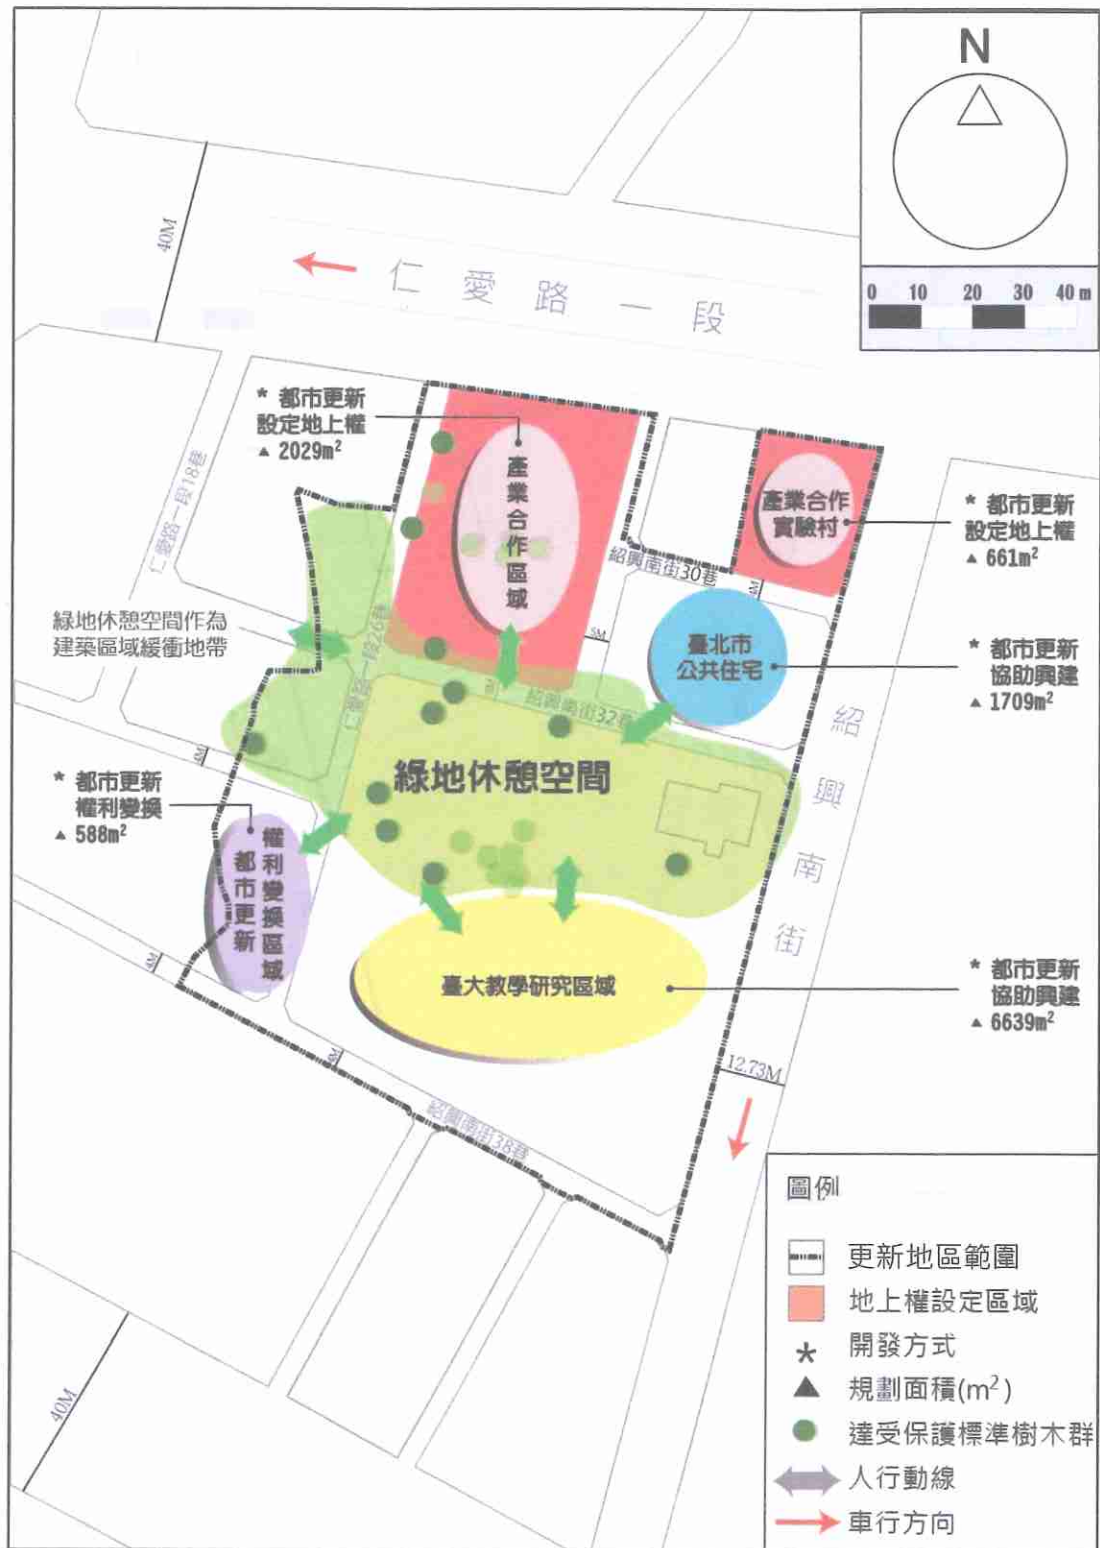 N
0 10 20 30 40 m
40M
仁愛路一段
* 都市更新
設定地上權
▲ 2029m²
產業合作區域
產業合作
實驗村
* 都市更新
設定地上權
▲ 661m²
仁愛路一段18巷
紹興南街30巷
4M
5M
綠地休憩空間作為
建築區域緩衝地帶
仁愛路一段26巷
臺北市
公共住宅
* 都市更新
協助興建
▲ 1709m²
紹興南街32巷
紹興南街
4M
綠地休憩空間
* 都市更新
權利變換
▲ 588m²
權利變換區域
都市更新
4M
臺大教學研究區域
* 都市更新
協助興建
▲ 6639m²
12.73M
紹興南街38巷
40M
圖例
更新地區範圍
地上權設定區域
* 開發方式
▲ 規劃面積(m²)
達受保護標準樹木群
人行動線
車行方向